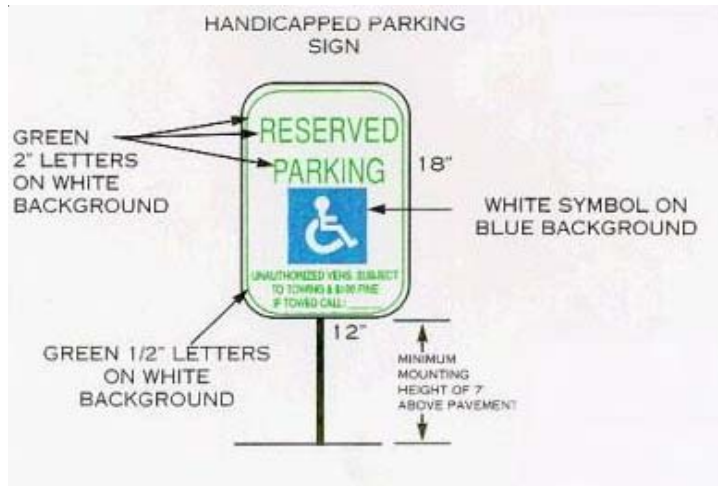 HANDICAPPED PARKING
SIGN
GREEN
2" LETTERS
ON WHITE
BACKGROUND
RESERVED
PARKING
18"
WHITE SYMBOL ON
BLUE BACKGROUND
UNAUTHORIZED VEHS. SUBJECT
TO TOWING & $100 FINE
IF TOWED CALL:
12"
GREEN 1/2" LETTERS
ON WHITE
BACKGROUND
MINIMUM
MOUNTING
HEIGHT OF 7'
ABOVE PAVEMENT